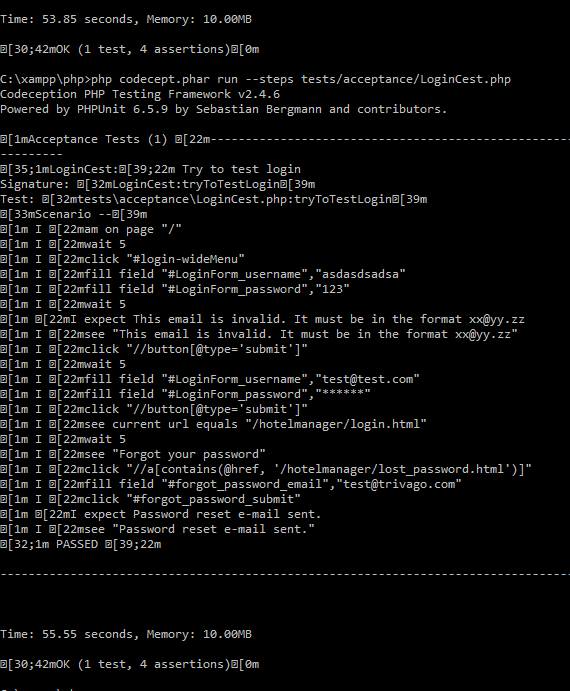 Time: 53.85 seconds, Memory: 10.00MB
�[30;42mOK (1 test, 4 assertions)�[0m
C:\xampp\php>php codecept.phar run --steps tests/acceptance/LoginCest.php
Codeception PHP Testing Framework v2.4.6
Powered by PHPUnit 6.5.9 by Sebastian Bergmann and contributors.
�[1mAcceptance Tests (1) �[22m------------------------------------------------
---------
�[35;1mLoginCest:�[39;22m Try to test login
Signature: �[32mLoginCest:tryToTestLogin�[39m
Test: �[32mtests\acceptance\LoginCest.php:tryToTestLogin�[39m
�[33mScenario --�[39m
�[1m I �[22mam on page "/"
�[1m I �[22mwait 5
�[1m I �[22mclick "#login-wideMenu"
�[1m I �[22mfill field "#LoginForm_username","asdasdsadsa"
�[1m I �[22mfill field "#LoginForm_password","123"
�[1m I �[22mwait 5
�[1m �[22mI expect This email is invalid. It must be in the format xx@yy.zz
�[1m I �[22msee "This email is invalid. It must be in the format xx@yy.zz"
�[1m I �[22mclick "//button[@type='submit']"
�[1m I �[22mwait 5
�[1m I �[22mfill field "#LoginForm_username","test@test.com"
�[1m I �[22mfill field "#LoginForm_password","******"
�[1m I �[22mclick "//button[@type='submit']"
�[1m I �[22msee current url equals "/hotelmanager/login.html"
�[1m I �[22mwait 5
�[1m I �[22msee "Forgot your password"
�[1m I �[22mclick "//a[contains(@href, '/hotelmanager/lost_password.html')]"
�[1m I �[22mfill field "#forgot_password_email","test@trivago.com"
�[1m I �[22mclick "#forgot_password_submit"
�[1m �[22mI expect Password reset e-mail sent.
�[1m I �[22msee "Password reset e-mail sent."
�[32;1m PASSED �[39;22m
----------------------------------------------------------------------------
Time: 55.55 seconds, Memory: 10.00MB
�[30;42mOK (1 test, 4 assertions)�[0m